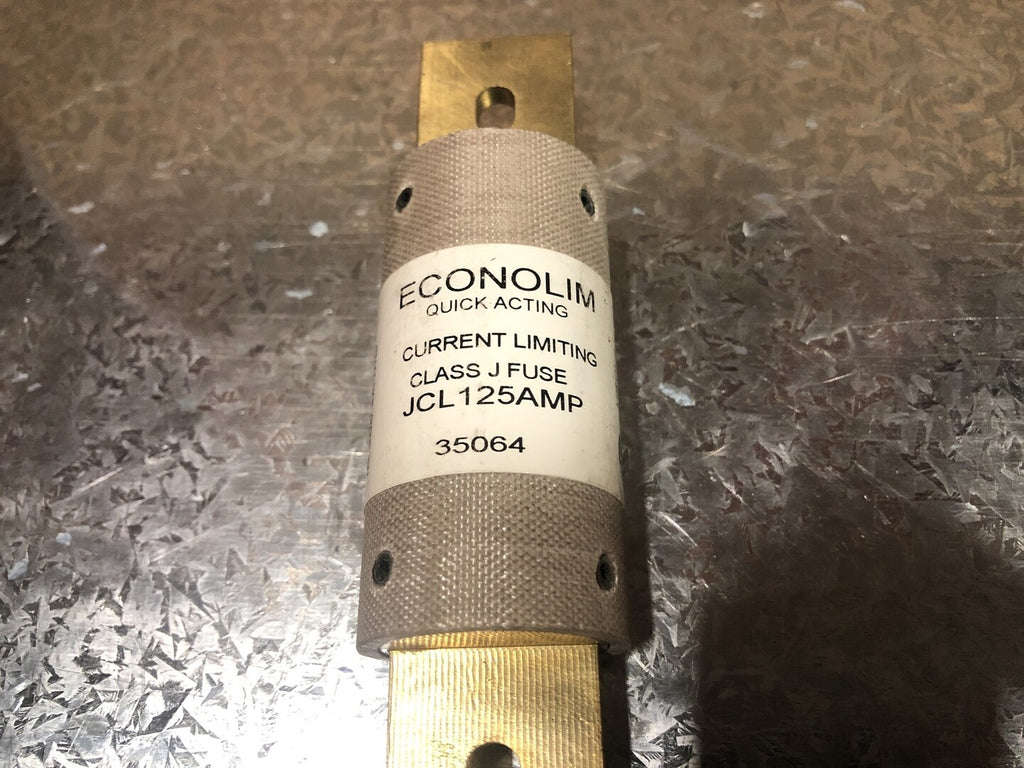 ECONOLIM
QUICK ACTING
CURRENT LIMITING
CLASS J FUSE
JCL125AMP
35064